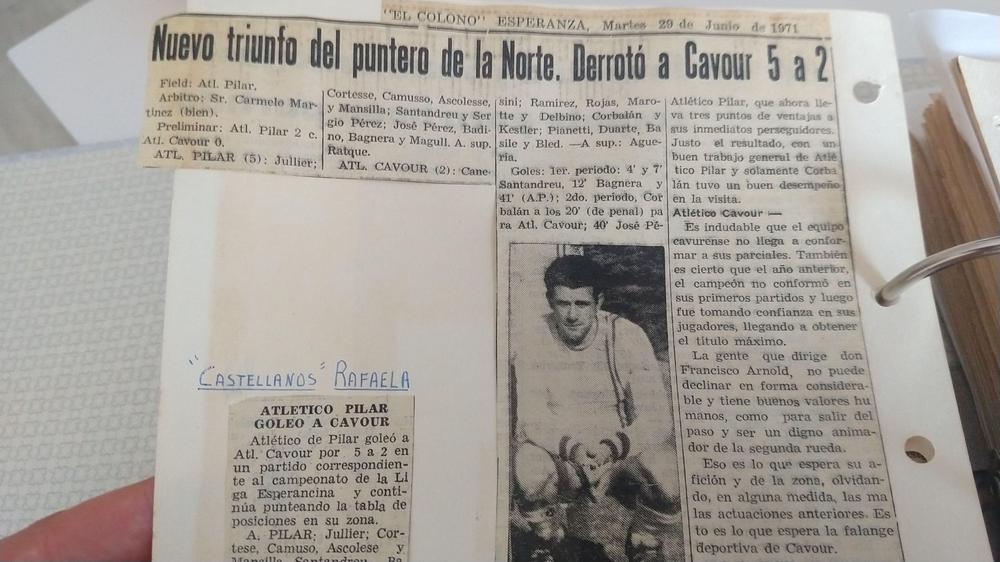 "EL COLONO" ESPERANZA, Martes 29 de Junio de 1971
Nuevo triunfo del puntero de la Norte. Derrotó a Cavour 5 a 2
Field: Atl. Pilar.
Arbitro: Sr. Carmelo Mar-
tinez (bien).
Preliminar: Atl. Pilar 2 c.
Atl. Cavour 0.
ATL. PILAR (5): Jullier;
Cortesse, Camusso, Ascolesse,
y Mansilla; Santandreu y Ser
gio Pérez; José Pérez, Badi-
no, Bagnera y Magull. A. sup.
Ratque.
ATL. CAVOUR (2): Cane-
sini; Ramírez, Rojas, Maro-
tte y Delbino; Corbalán y
Kestler; Pianetti, Duarte, Ba
sile y Bled. —A sup.: Ague-
ria.
Goles: 1er. periodo: 4' y 7'
Santandreu, 12' Bagnera y
41' (A.P.); 2do. periodo, Cor
balán a los 20' (de penal) pa
ra Atl. Cavour; 40' José Pé-
Atlético Pilar, que ahora lle-
va tres puntos de ventajas a
sus inmediatos perseguidores.
Justo el resultado, con un
buen trabajo general de Atlé
tico Pilar y solamente Corba
lán tuvo un buen desempeño
en la visita.
Atlético Cavour —
Es indudable que el equipo
cavurense no llega a confor-
mar a sus parciales. También
es cierto que el año anterior,
el campeón no conformó en
sus primeros partidos y luego
fue tomando confianza en sus
jugadores, llegando a obtener
el título máximo.
La gente que dirige don
Francisco Arnold, no puede
declinar en forma considera-
ble y tiene buenos valores hu
manos, como para salir del
paso y ser un digno anima-
dor de la segunda rueda.
Eso es lo que espera su a-
fición y de la zona, olvidan-
do, en alguna medida, las ma
las actuaciones anteriores. Es
to es lo que espera la falange
deportiva de Cavour.
"CASTELLANOS" RAFAELA
ATLETICO PILAR
GOLEO A CAVOUR
Atlético de Pilar goleó a
Atl. Cavour por 5 a 2 en
un partido correspondien-
te al campeonato de la Li
ga Esperancina y conti-
núa punteando la tabla de
posiciones en su zona.
A. PILAR: Jullier; Cor-
tese, Camuso, Ascolese y
Mansilla, Santandreu, Ba-